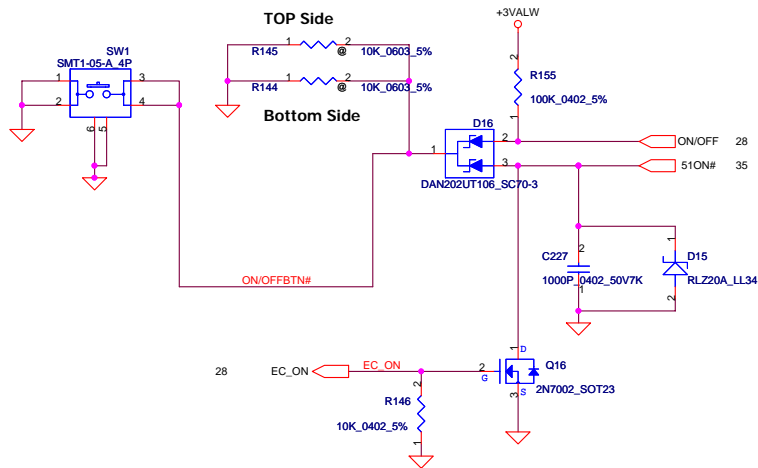 TOP Side
+3VALW
SW1
SMT1-05-A_4P
1
2
3
4
6
5
R145
1
2
@
10K_0603_5%
R144
1
2
@
10K_0603_5%
Bottom Side
2
R155
100K_0402_5%
1
D16
1
2
3
DAN202UT106_SC70-3
ON/OFF
28
51ON#
35
ON/OFFBTN#
2
C227
1000P_0402_50V7K
1
1
D15
RLZ20A_LL34
2
28
EC_ON
EC_ON
2
G
1
D
Q16
2N7002_SOT23
S
3
2
R146
10K_0402_5%
1